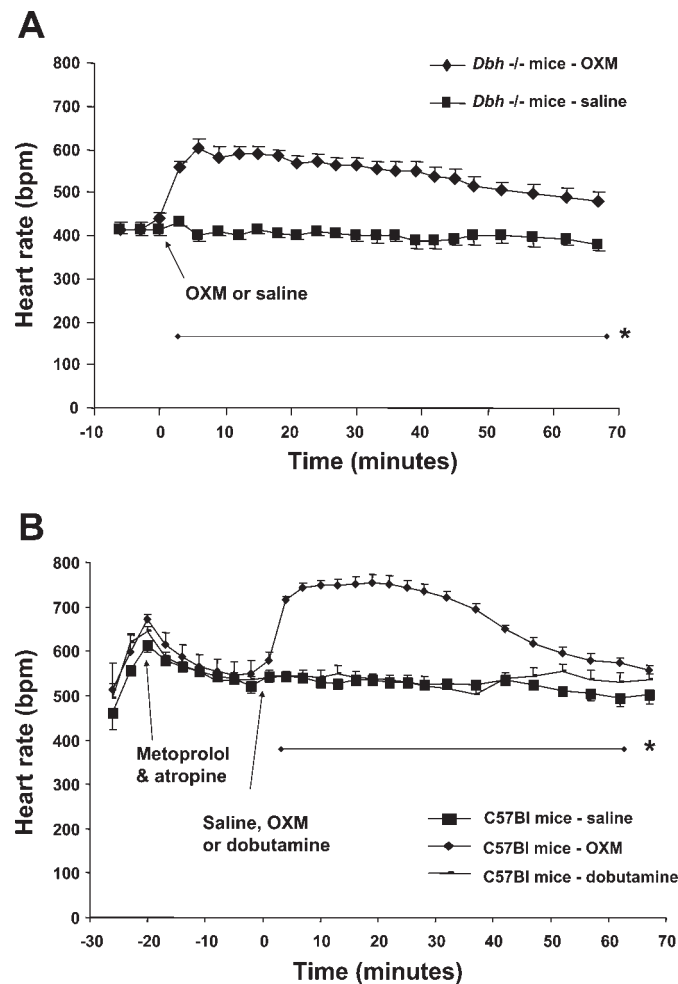 A
800
700
600
500
400
300
200
100
0
Heart rate (bpm)
Dbh -/- mice - OXM
Dbh -/- mice - saline
OXM or saline
*
-10 0 10 20 30 40 50 60 70
Time (minutes)
B
800
700
600
500
400
300
200
100
0
Heart rate (bpm)
Metoprolol
& atropine
Saline, OXM
or dobutamine
*
C57Bl mice - saline
C57Bl mice - OXM
C57Bl mice - dobutamine
-30 -20 -10 0 10 20 30 40 50 60 70
Time (minutes)